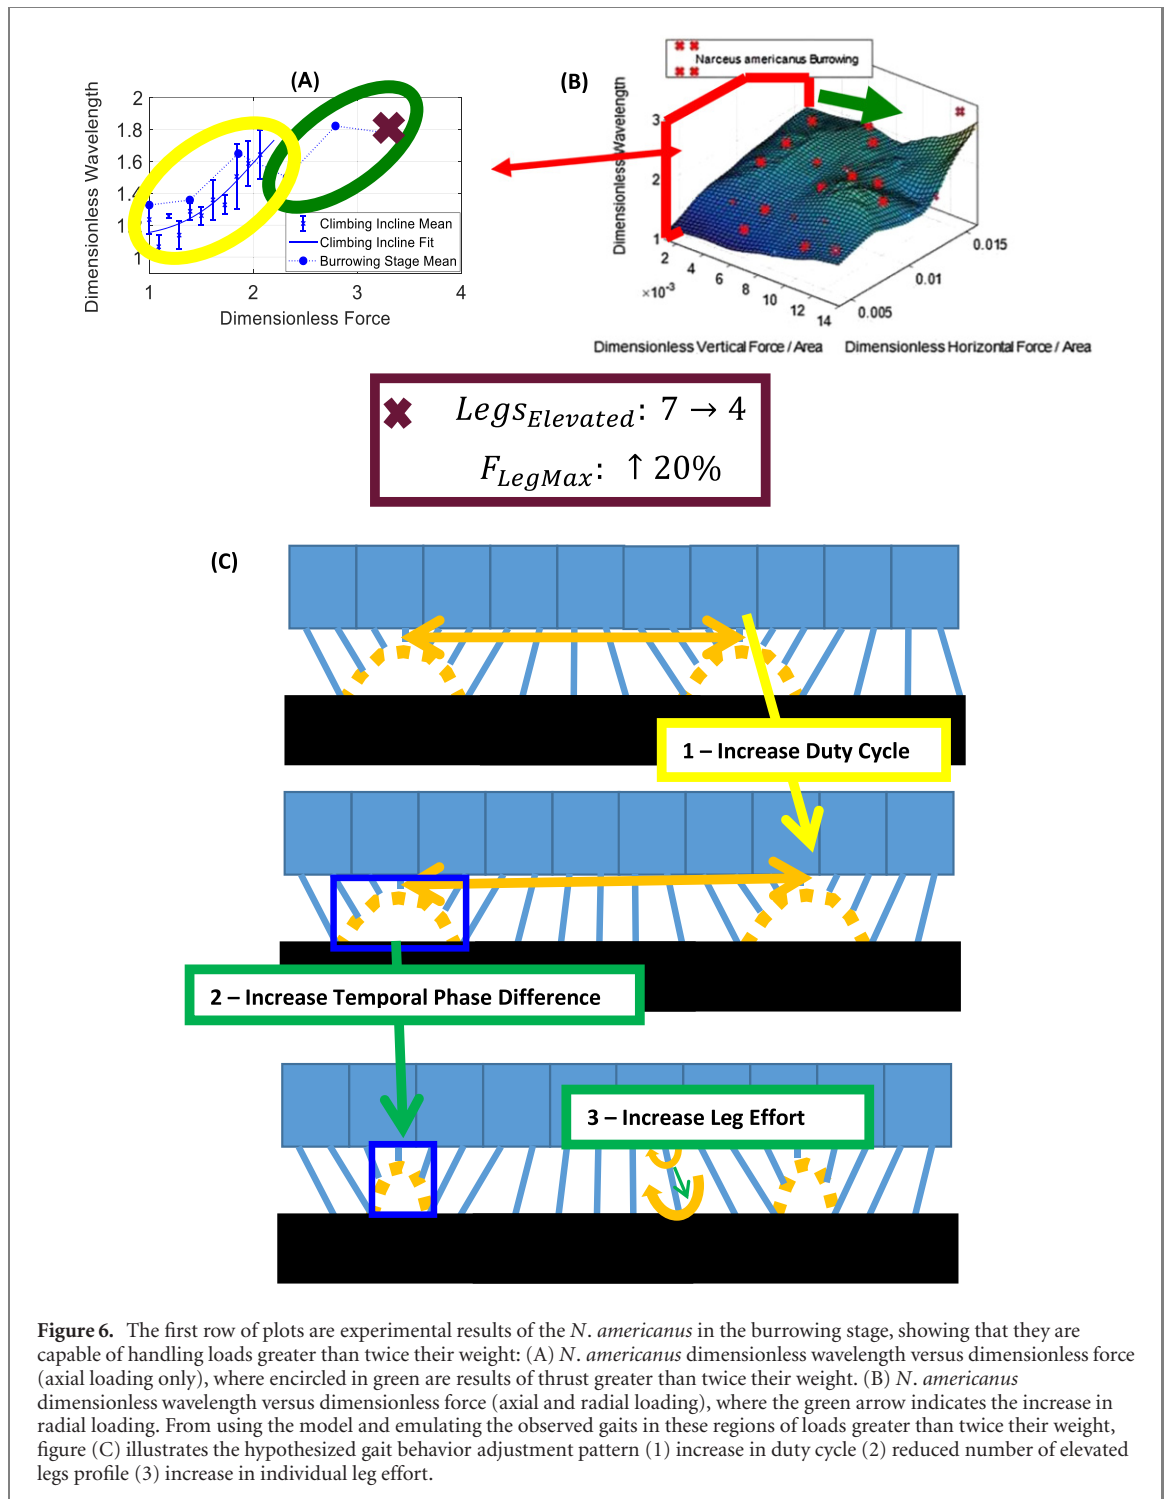 (A)
2
1.8
1.6
1.4
1.2
1
1 2 3 4
Dimensionless Wavelength
Dimensionless Force
Climbing Incline Mean
Climbing Incline Fit
Burrowing Stage Mean
(B)
Narceus americanus Burrowing
Dimensionless Wavelength
3
2
1
2 4 6 8 10 12 14
×10⁻³
0.005
0.01
0.015
Dimensionless Vertical Force / Area
Dimensionless Horizontal Force / Area
Legs_Elevated: 7 → 4
F_LegMax: ↑ 20%
(C)
1 – Increase Duty Cycle
2 – Increase Temporal Phase Difference
3 – Increase Leg Effort
Figure 6. The first row of plots are experimental results of the N. americanus in the burrowing stage, showing that they are
capable of handling loads greater than twice their weight: (A) N. americanus dimensionless wavelength versus dimensionless force
(axial loading only), where encircled in green are results of thrust greater than twice their weight. (B) N. americanus
dimensionless wavelength versus dimensionless force (axial and radial loading), where the green arrow indicates the increase in
radial loading. From using the model and emulating the observed gaits in these regions of loads greater than twice their weight,
figure (C) illustrates the hypothesized gait behavior adjustment pattern (1) increase in duty cycle (2) reduced number of elevated
legs profile (3) increase in individual leg effort.